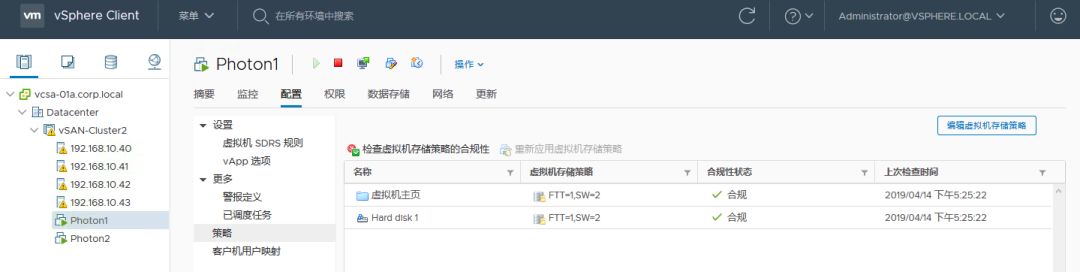 vm vSphere Client 菜单 在所有环境中搜索 Administrator@VSPHERE.LOCAL
vcsa-01a.corp.local
Datacenter
vSAN-Cluster2
192.168.10.40
192.168.10.41
192.168.10.42
192.168.10.43
Photon1
Photon2
Photon1 操作
摘要 监控 配置 权限 数据存储 网络 更新
设置
虚拟机 SDRS 规则
vApp 选项
更多
警报定义
已调度任务
策略
客户机用户映射
编辑虚拟机存储策略
检查虚拟机存储策略的合规性 重新应用虚拟机存储策略
名称 虚拟机存储策略 合规性状态 上次检查时间
虚拟机主页 FTT=1,SW=2 合规 2019/04/14 下午5:25:22
Hard disk 1 FTT=1,SW=2 合规 2019/04/14 下午5:25:22